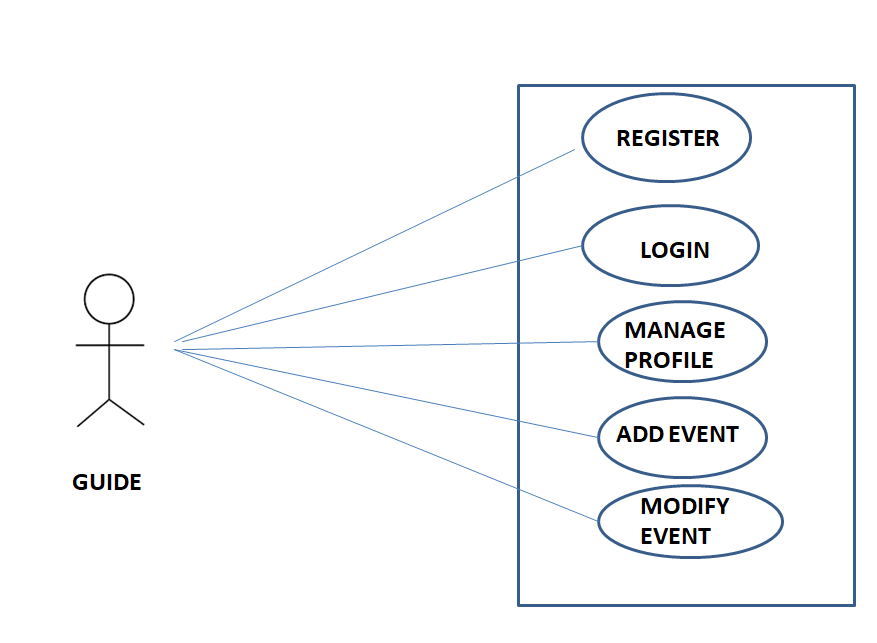 REGISTER
LOGIN
MANAGE
PROFILE
ADD EVENT
MODIFY
EVENT
GUIDE